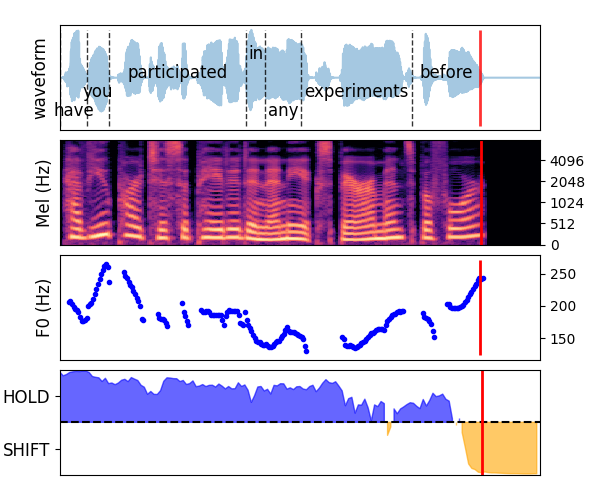 waveform
have
you
participated
in
any
experiments
before
Mel (Hz)
4096
2048
1024
512
0
F0 (Hz)
250
200
150
HOLD
SHIFT